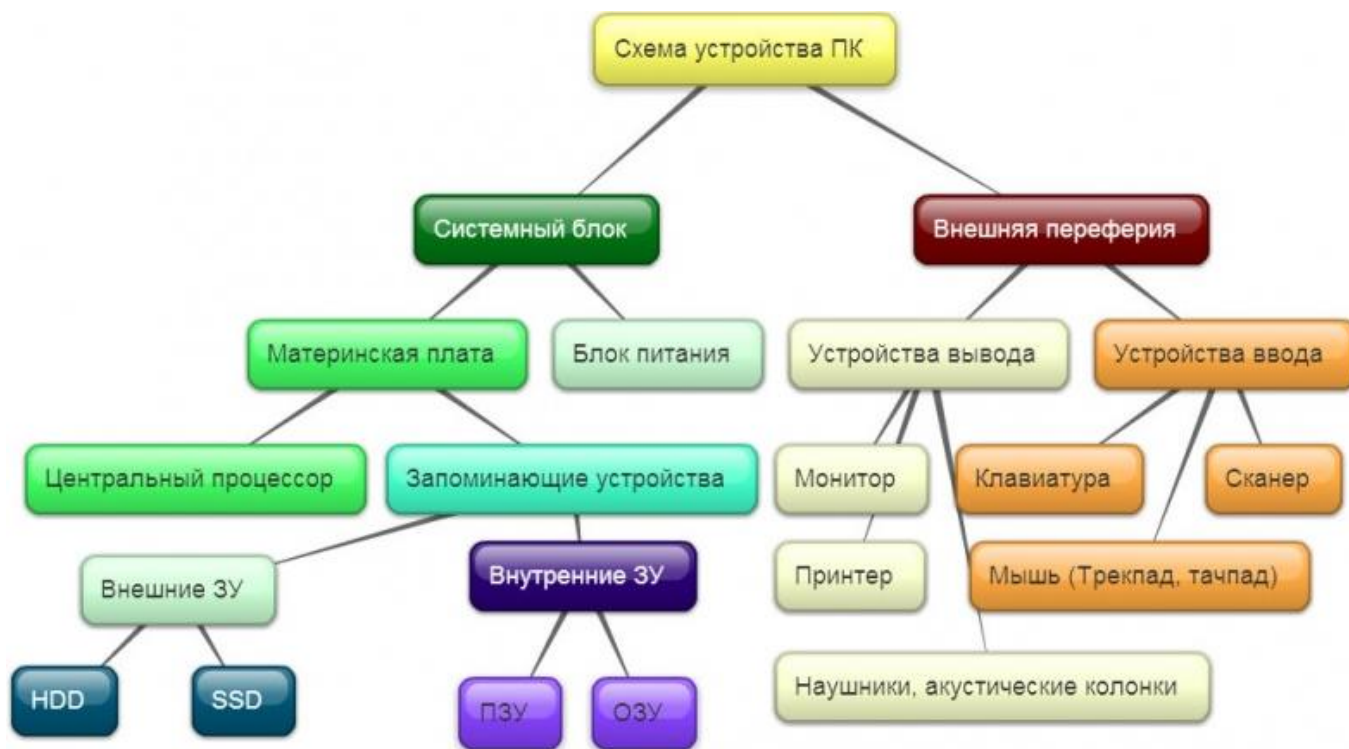 Схема устройства ПК
Системный блок
Внешняя переферия
Материнская плата
Блок питания
Устройства вывода
Устройства ввода
Центральный процессор
Запоминающие устройства
Монитор
Клавиатура
Сканер
Внешние ЗУ
Внутренние ЗУ
Принтер
Мышь (Трекпад, тачпад)
HDD
SSD
ПЗУ
ОЗУ
Наушники, акустические колонки